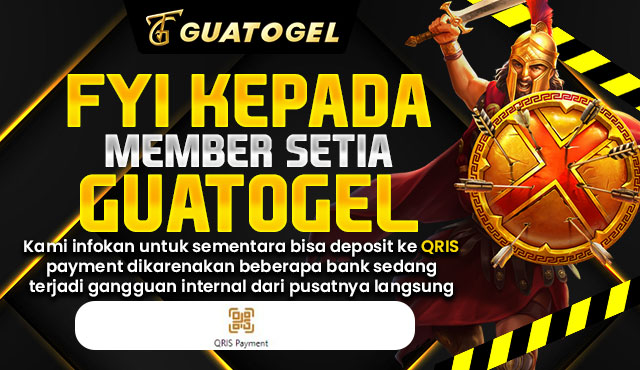 GUATOGEL
FYI KEPADA
MEMBER SETIA
GUATOGEL
Kami infokan untuk sementara bisa deposit ke QRIS
payment dikarenakan beberapa bank sedang
terjadi gangguan internal dari pusatnya langsung
QRIS Payment